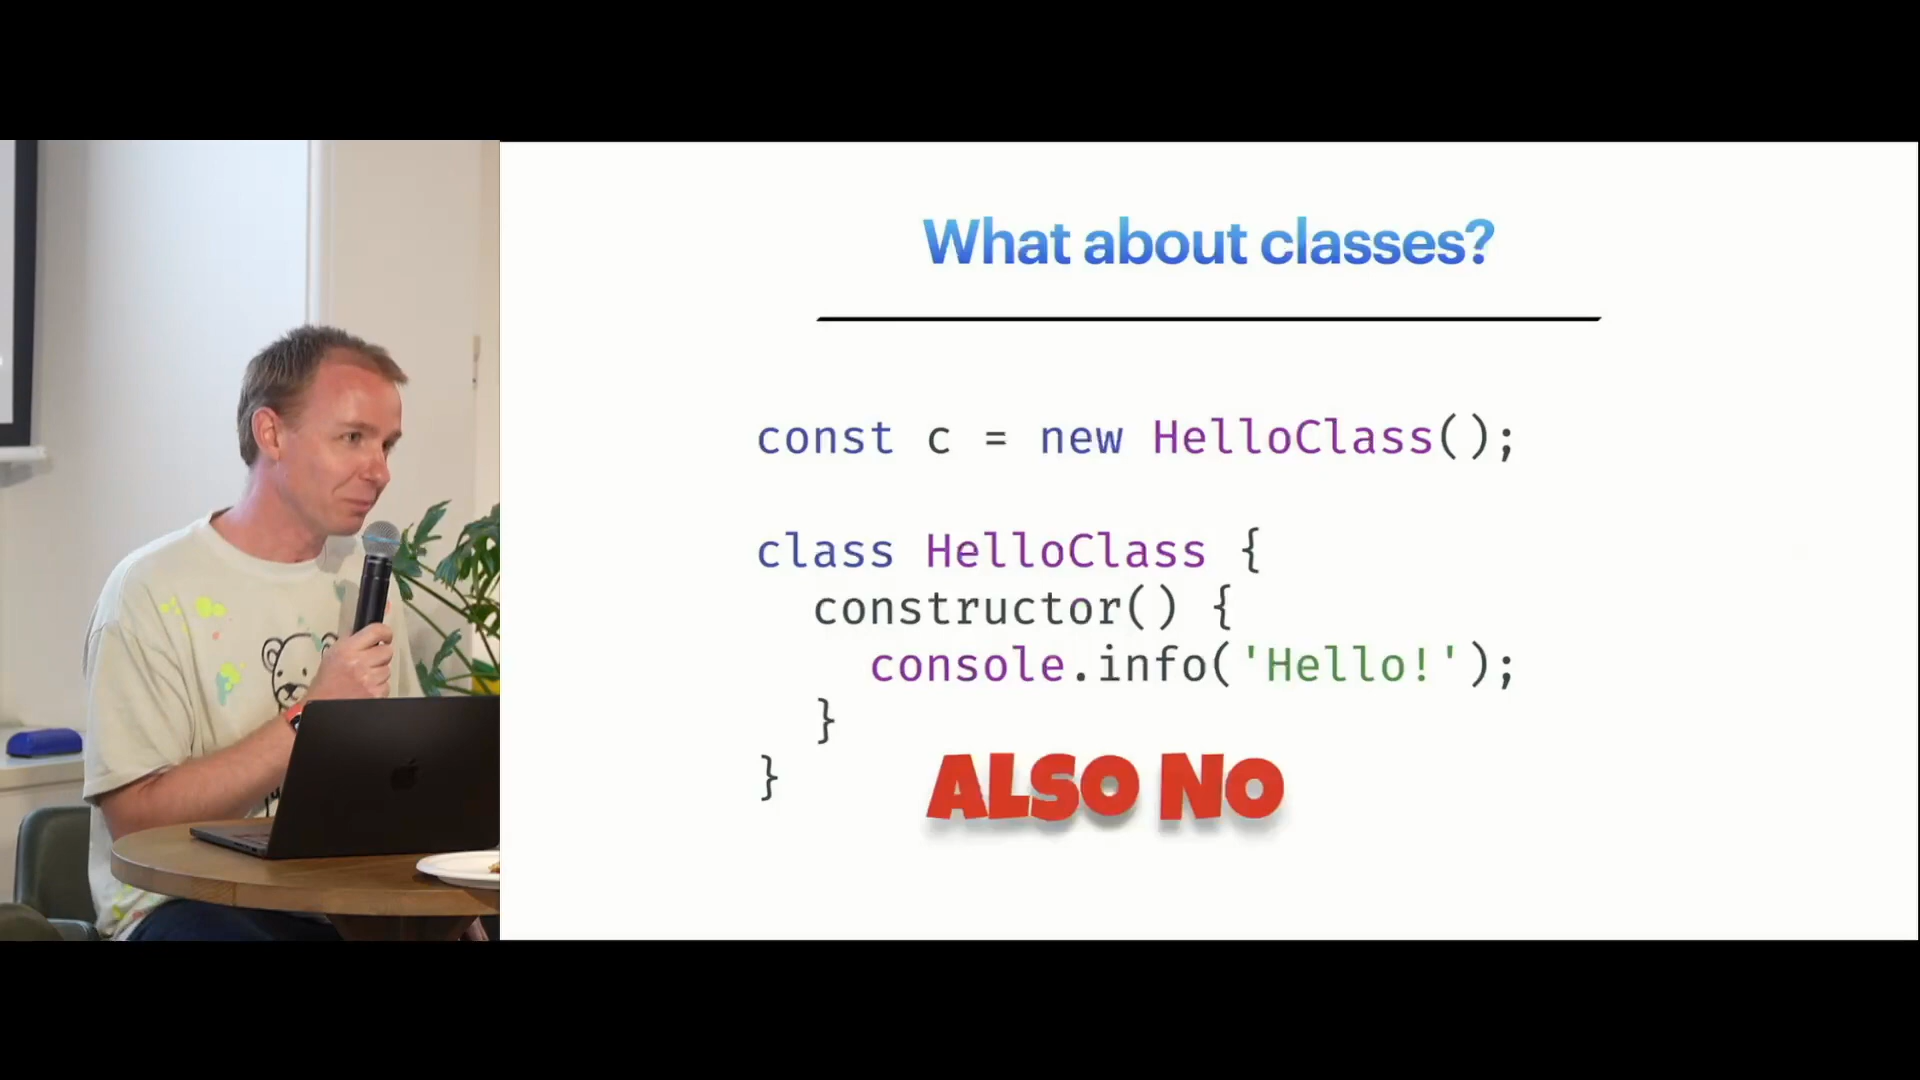 What about classes?
const c = new HelloClass();
class HelloClass {
constructor() {
console.info('Hello!');
}
}
ALSO NO